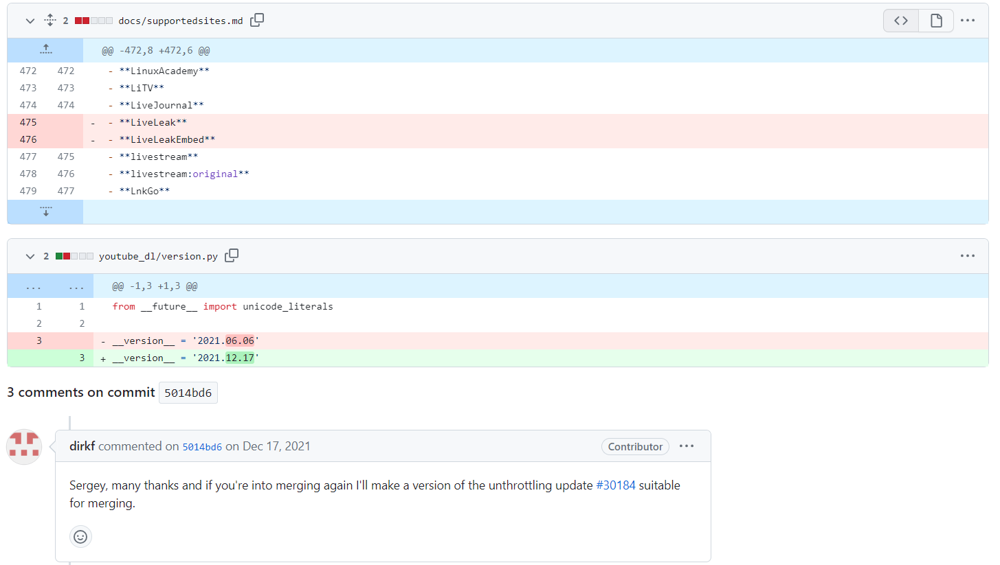 2 docs/supportedsites.md
@@ -472,8 +472,6 @@
472 472 - **LinuxAcademy**
473 473 - **LiTV**
474 474 - **LiveJournal**
475 - - **LiveLeak**
476 - - **LiveLeakEmbed**
477 475 - **livestream**
478 476 - **livestream:original**
479 477 - **LnkGo**
2 youtube_dl/version.py
... ... @@ -1,3 +1,3 @@
1 1 from __future__ import unicode_literals
2 2
3 - __version__ = '2021.06.06'
3 + __version__ = '2021.12.17'
3 comments on commit 5014bd6
dirkf commented on 5014bd6 on Dec 17, 2021 Contributor
Sergey, many thanks and if you're into merging again I'll make a version of the unthrottling update #30184 suitable
for merging.